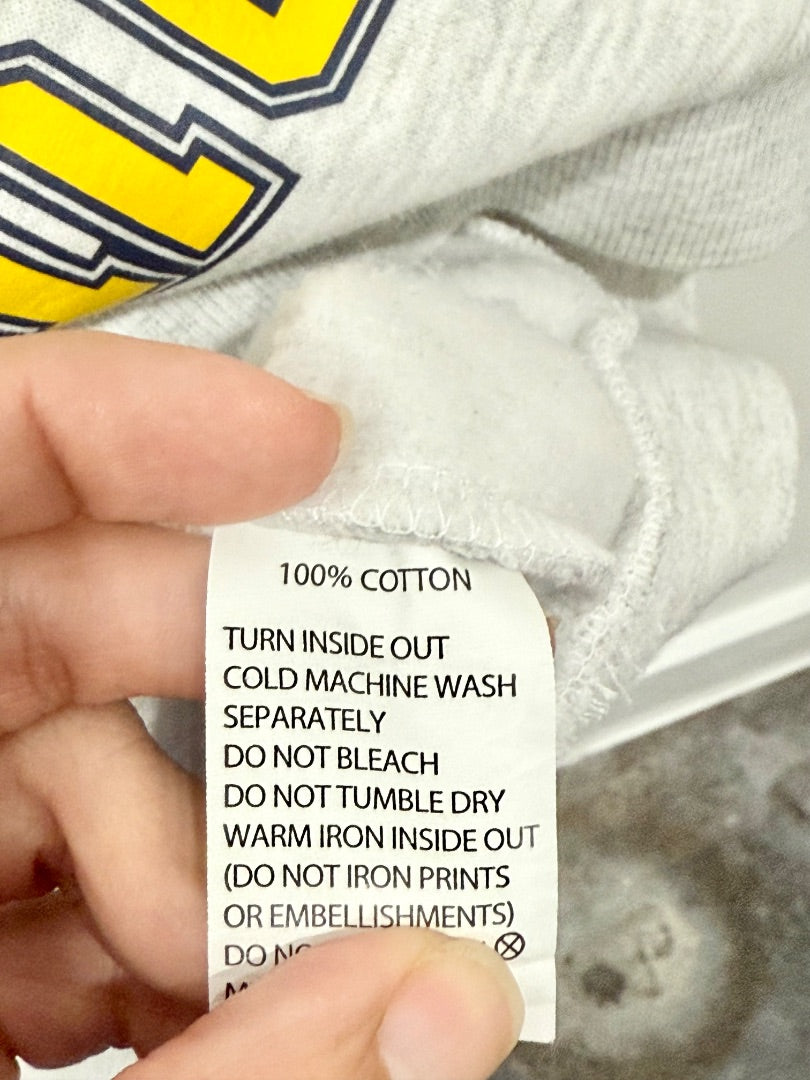 100% COTTON
TURN INSIDE OUT
COLD MACHINE WASH
SEPARATELY
DO NOT BLEACH
DO NOT TUMBLE DRY
WARM IRON INSIDE OUT
(DO NOT IRON PRINTS
OR EMBELLISHMENTS)
DO